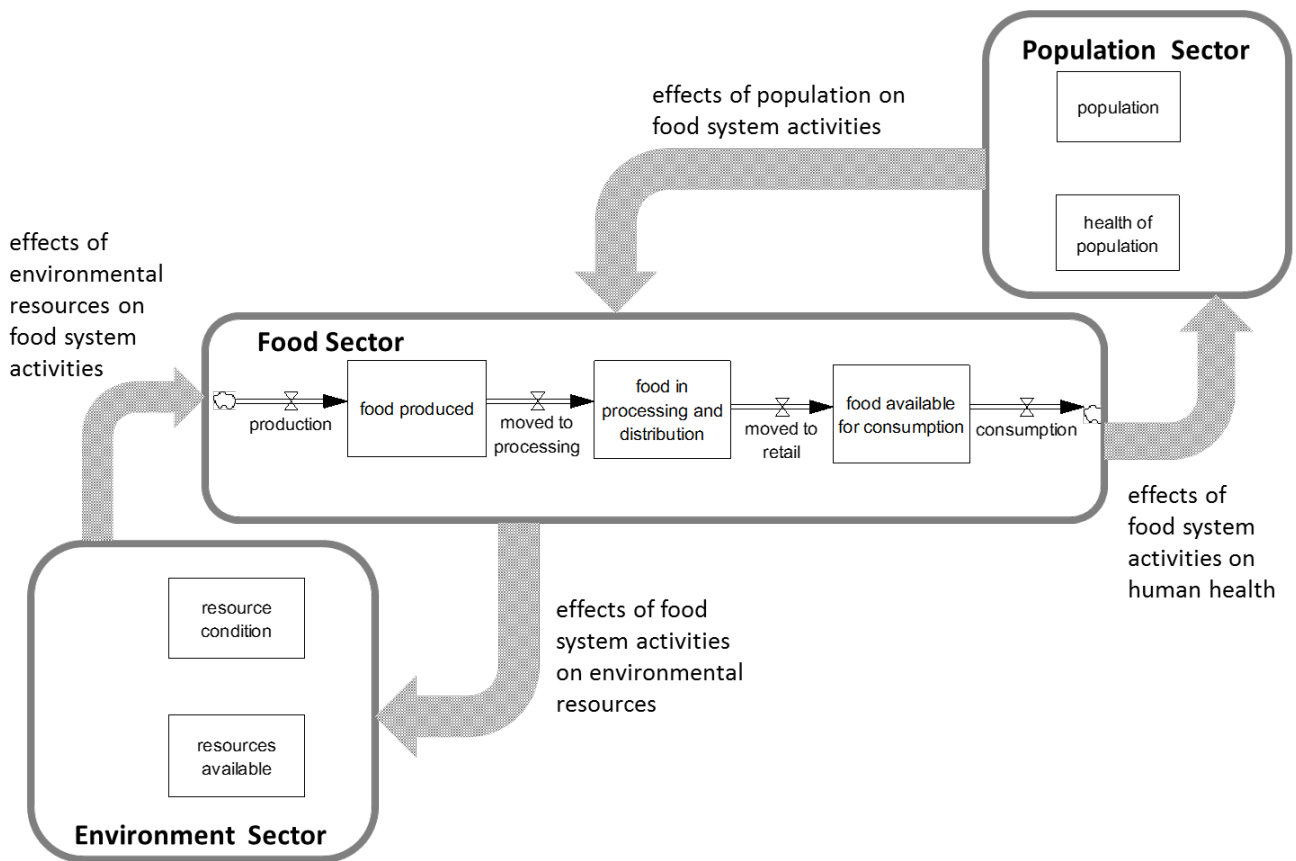 Population Sector
population
health of
population
effects of population on
food system activities
effects of
environmental
resources on
food system
activities
Food Sector
production
food produced
moved to
processing
food in
processing and
distribution
moved to
retail
food available
for consumption
consumption
effects of
food system
activities on
human health
effects of food
system activities
on environmental
resources
resource
condition
resources
available
Environment Sector